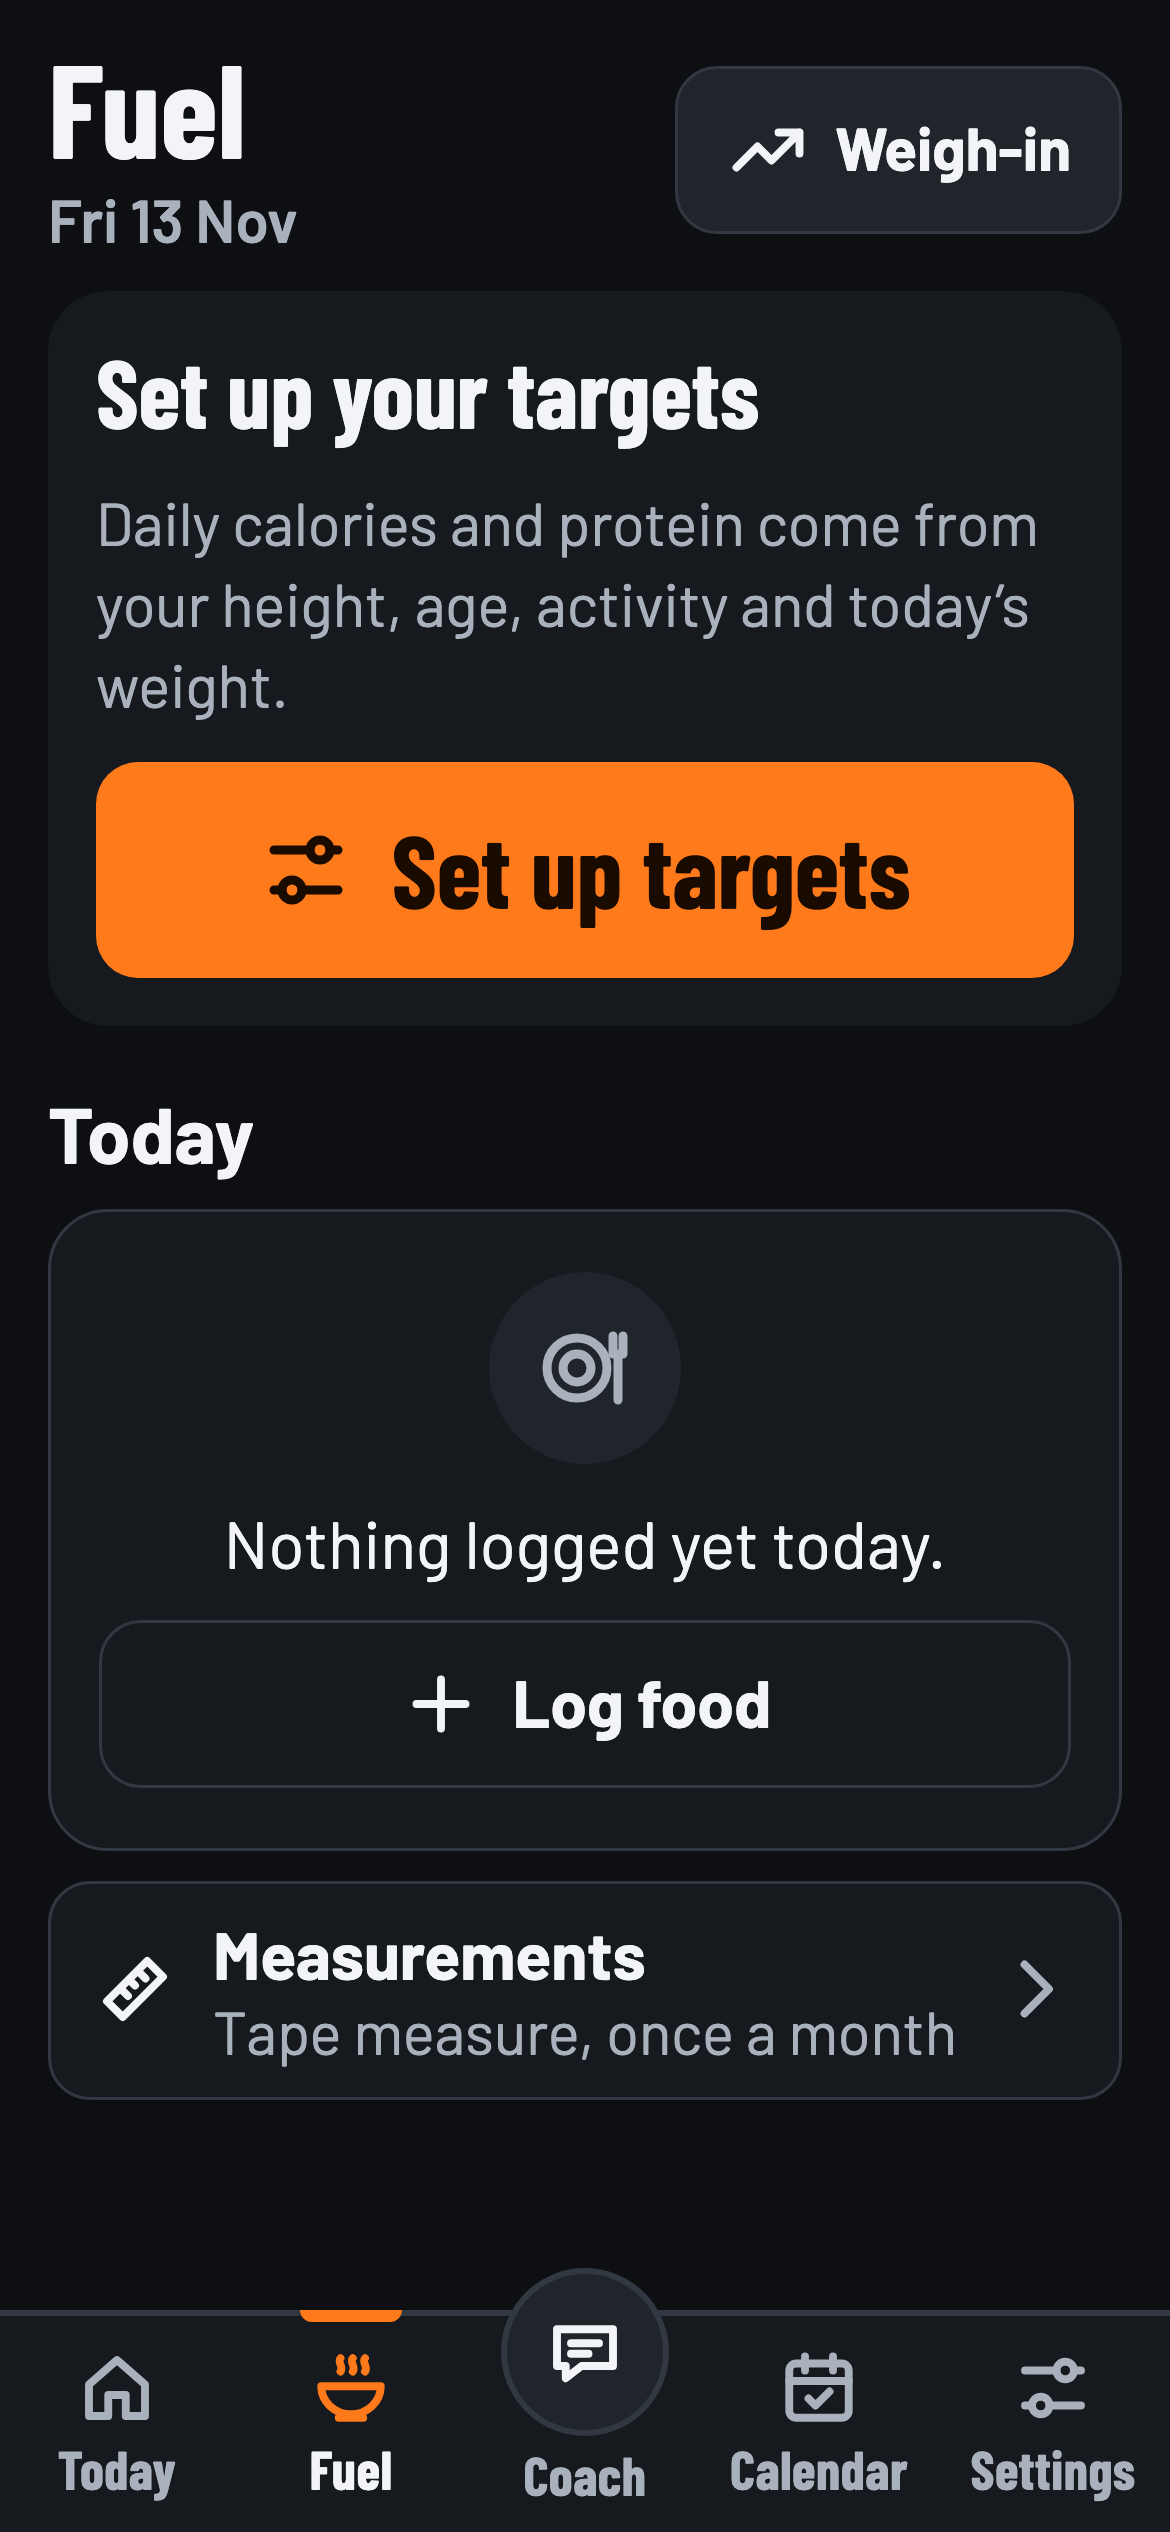 Fuel
Weigh-in
Fri 13 Nov
Set up your targets
Daily calories and protein come from
your height, age, activity and today’s
weight.
Set up targets
Today
Nothing logged yet today.
Log food
Measurements
Tape measure, once a month
Today
Fuel
Coach
Calendar
Settings